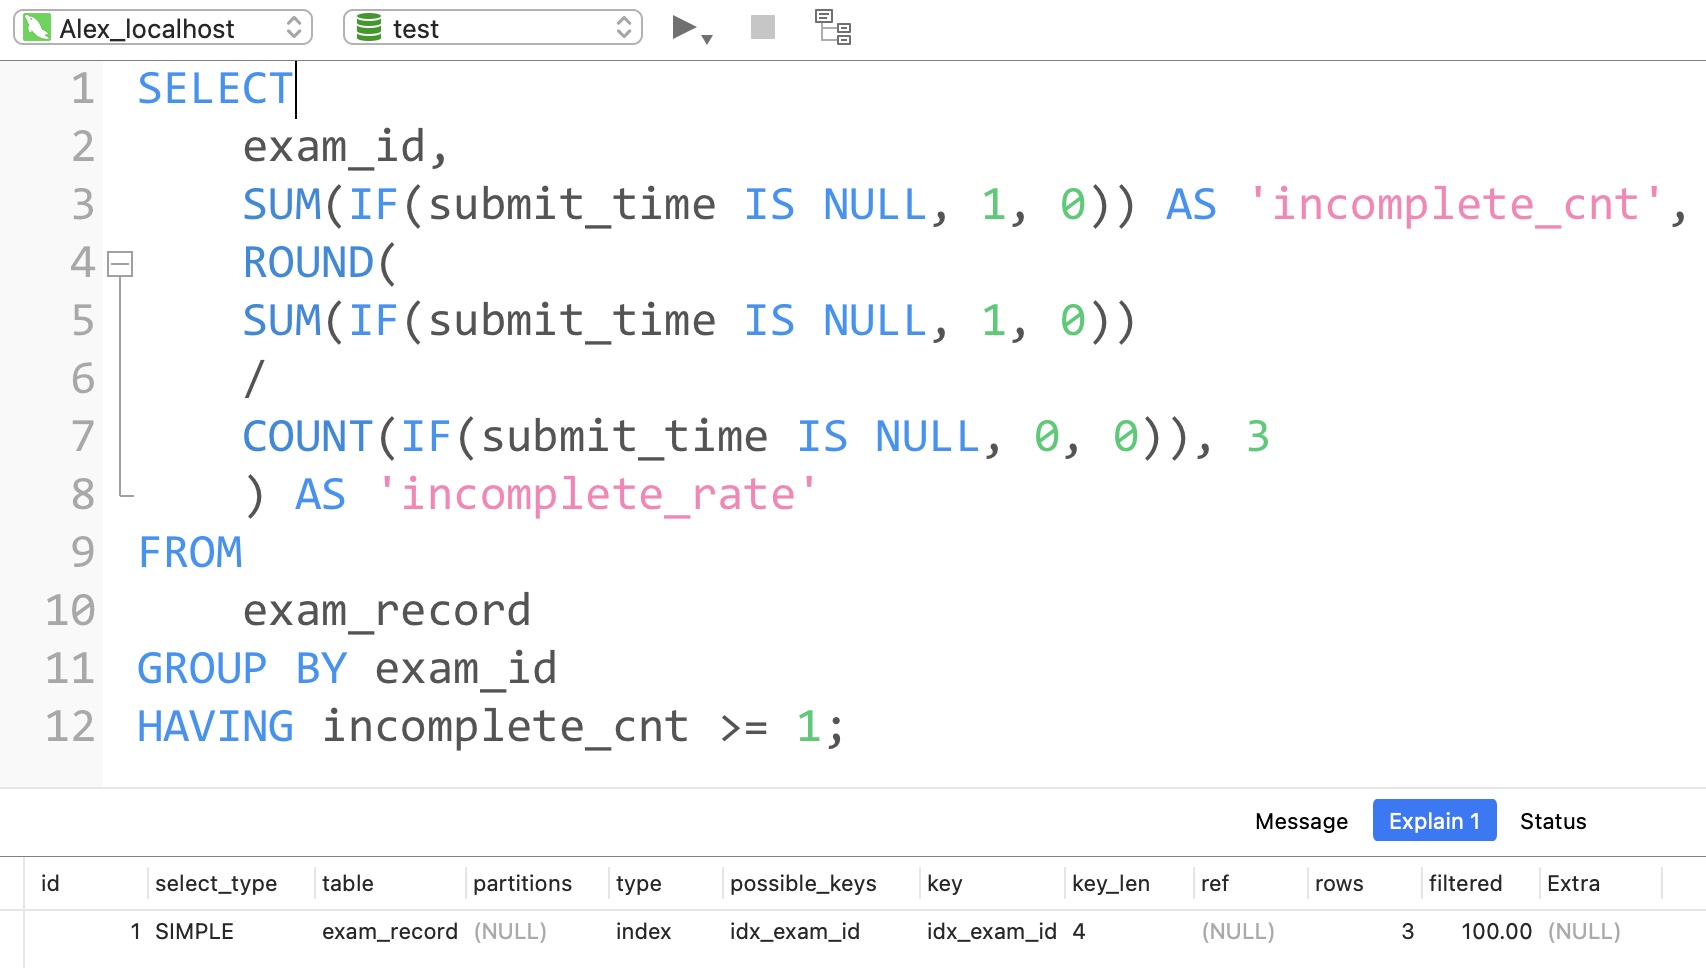 Alex_localhost test
1 SELECT
2 exam_id,
3 SUM(IF(submit_time IS NULL, 1, 0)) AS 'incomplete_cnt',
4 ROUND(
5 SUM(IF(submit_time IS NULL, 1, 0))
6 /
7 COUNT(IF(submit_time IS NULL, 0, 0)), 3
8 ) AS 'incomplete_rate'
9 FROM
10 exam_record
11 GROUP BY exam_id
12 HAVING incomplete_cnt >= 1;
Message Explain 1 Status
id select_type table partitions type possible_keys key key_len ref rows filtered Extra
1 SIMPLE exam_record (NULL) index idx_exam_id idx_exam_id 4 (NULL) 3 100.00 (NULL)